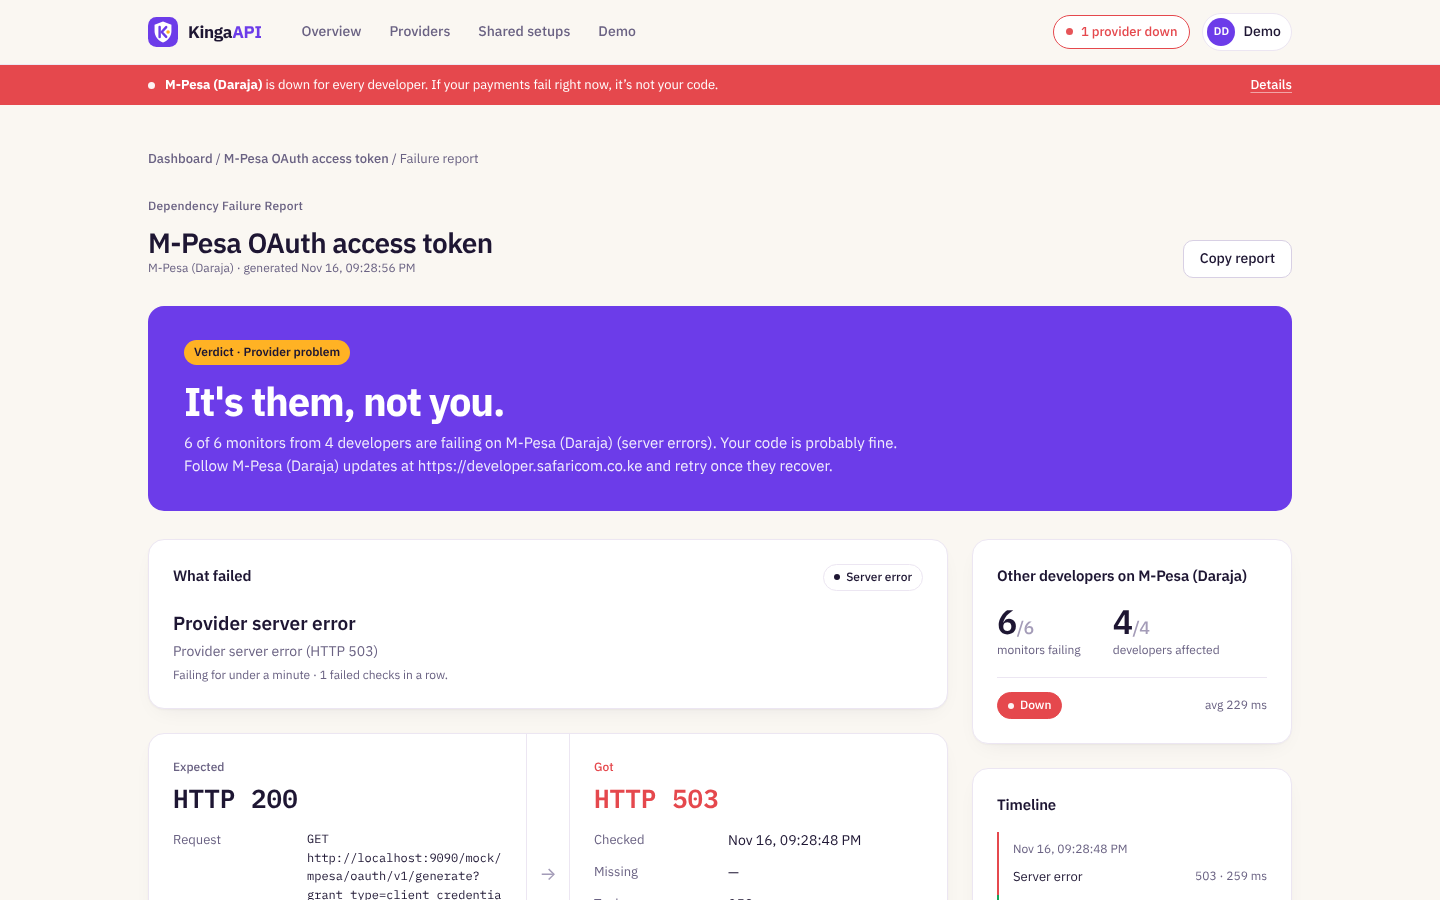 KingaAPI
Overview
Providers
Shared setups
Demo
1 provider down
DD
Demo
M-Pesa (Daraja) is down for every developer. If your payments fail right now, it’s not your code.
Details
Dashboard / M-Pesa OAuth access token / Failure report
Dependency Failure Report
M-Pesa OAuth access token
M-Pesa (Daraja) · generated Nov 16, 09:28:56 PM
Copy report
Verdict · Provider problem
It's them, not you.
6 of 6 monitors from 4 developers are failing on M-Pesa (Daraja) (server errors). Your code is probably fine.
Follow M-Pesa (Daraja) updates at https://developer.safaricom.co.ke and retry once they recover.
What failed
Server error
Provider server error
Provider server error (HTTP 503)
Failing for under a minute · 1 failed checks in a row.
Other developers on M-Pesa (Daraja)
6/6
monitors failing
4/4
developers affected
Down
avg 229 ms
Expected
HTTP 200
Request
GET
http://localhost:9090/mock/
mpesa/oauth/v1/generate?
grant_type=client_credentia
→
Got
HTTP 503
Checked
Nov 16, 09:28:48 PM
Missing
—
Timeline
Nov 16, 09:28:48 PM
Server error
503 · 259 ms